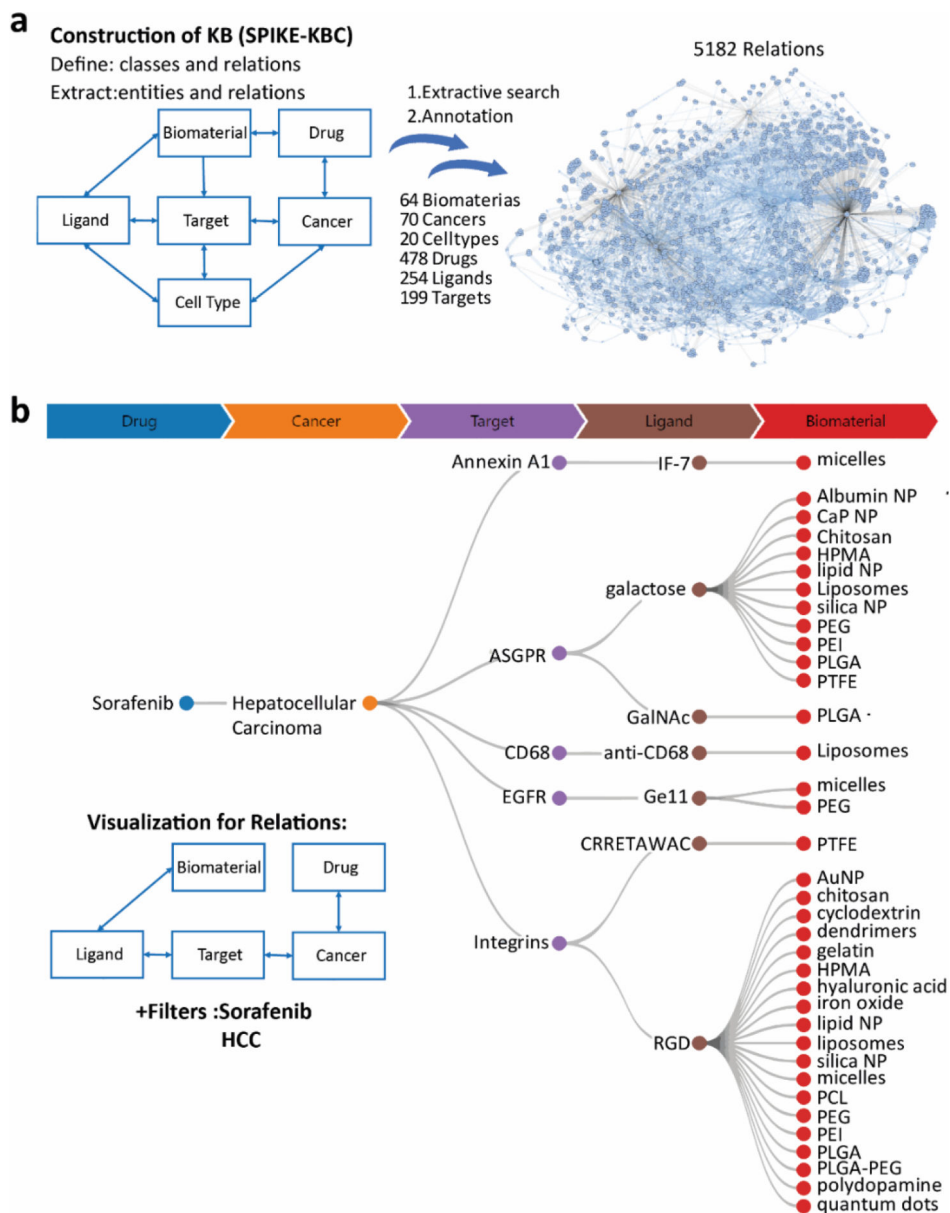 a
Construction of KB (SPIKE-KBC)
Define: classes and relations
Extract:entities and relations
Biomaterial
Drug
Ligand
Target
Cancer
Cell Type
1.Extractive search
2.Annotation
64 Biomaterias
70 Cancers
20 Celltypes
478 Drugs
254 Ligands
199 Targets
5182 Relations
b
Drug
Cancer
Target
Ligand
Biomaterial
Sorafenib
Hepatocellular
Carcinoma
Annexin A1
IF-7
micelles
ASGPR
galactose
Albumin NP
CaP NP
Chitosan
HPMA
lipid NP
Liposomes
silica NP
PEG
PEI
PLGA
PTFE
GalNAc
PLGA
CD68
anti-CD68
Liposomes
EGFR
Ge11
micelles
PEG
Integrins
CRRETAWAC
PTFE
RGD
AuNP
chitosan
cyclodextrin
dendrimers
gelatin
HPMA
hyaluronic acid
iron oxide
lipid NP
liposomes
silica NP
micelles
PCL
PEG
PEI
PLGA
PLGA-PEG
polydopamine
quantum dots
Visualization for Relations:
Biomaterial
Drug
Ligand
Target
Cancer
+Filters :Sorafenib
HCC